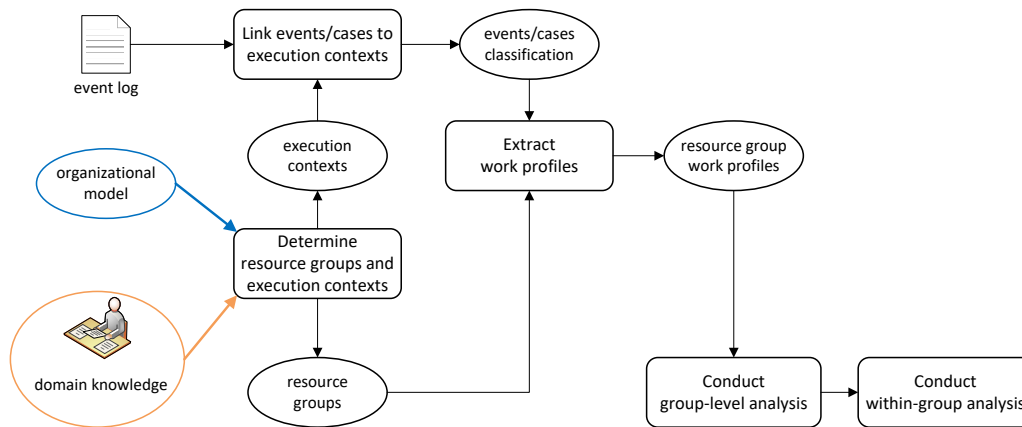 Link events/cases to
execution contexts
events/cases
classification
event log
execution
contexts
Extract
work profiles
resource group
work profiles
organizational
model
Determine
resource groups and
execution contexts
domain knowledge
resource
groups
Conduct
group-level analysis
Conduct
within-group analysis